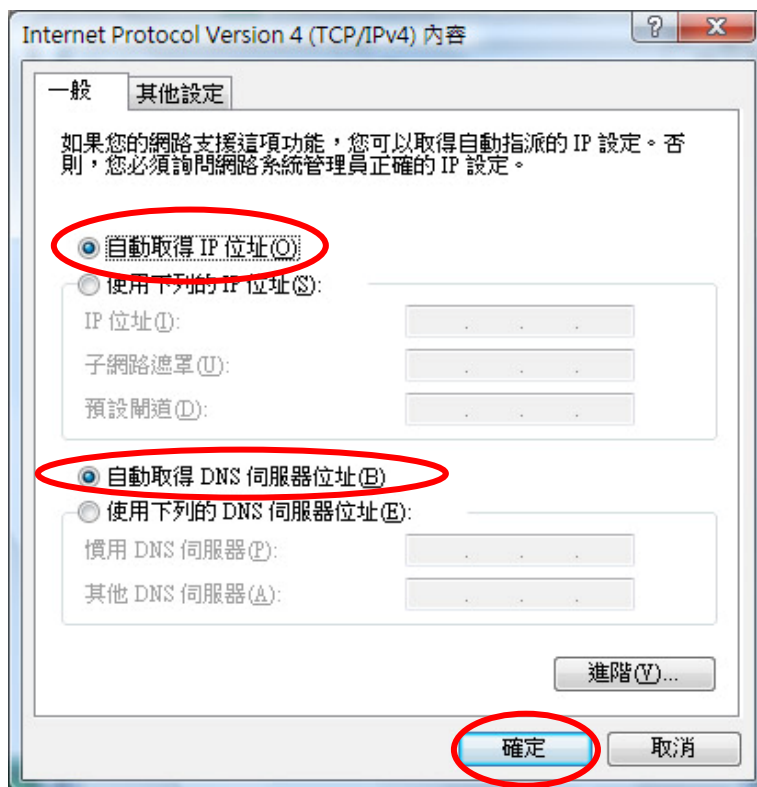 Internet Protocol Version 4 (TCP/IPv4) 內容
一般
其他設定
如果您的網路支援這項功能，您可以取得自動指派的 IP 設定。否
則，您必須詢問網路系統管理員正確的 IP 設定。
自動取得 IP 位址(O)
使用下列的 IP 位址(S):
IP 位址(I):
子網路遮罩(U):
預設閘道(D):
自動取得 DNS 伺服器位址(B)
使用下列的 DNS 伺服器位址(E):
慣用 DNS 伺服器(P):
其他 DNS 伺服器(A):
進階(V)...
確定
取消